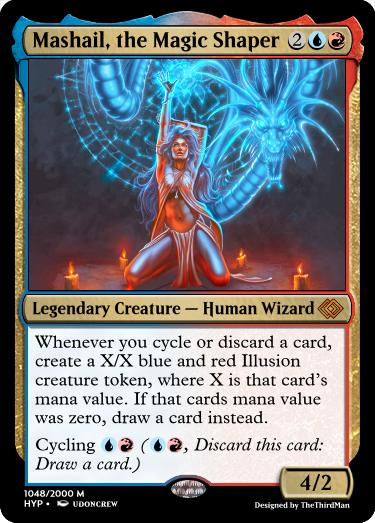 Mashail, the Magic Shaper 2
Legendary Creature — Human Wizard
Whenever you cycle or discard a card,
create a X/X blue and red Illusion
creature token, where X is that card's
mana value. If that cards mana value
was zero, draw a card instead.
Cycling ( , Discard this card:
Draw a card.)
4/2
1048/2000 M
HYP • UDONCREW
Designed by TheThirdMan